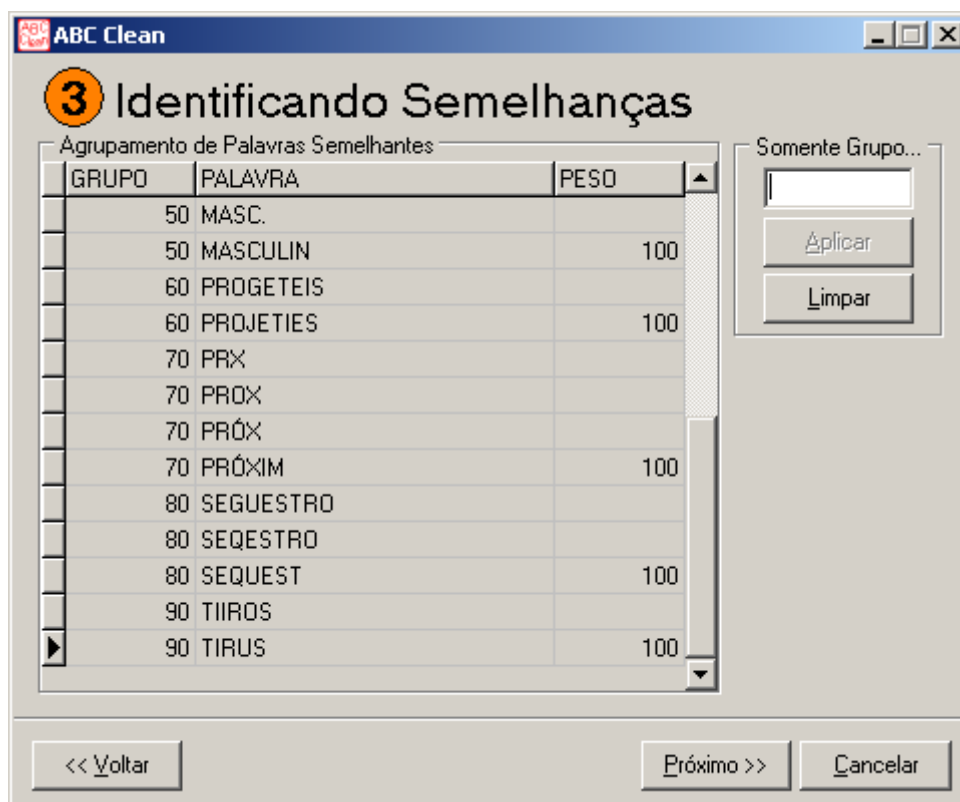 ABC Clean ABC Clean
3 Identificando Semelhanças
Agrupamento de Palavras Semelhantes
GRUPO PALAVRA PESO
50 MASC.
50 MASCULIN 100
60 PROGETEIS
60 PROJETIES 100
70 PRX
70 PROX
70 PRÓX
70 PRÓXIM 100
80 SEGUESTRO
80 SEQESTRO
80 SEQUEST 100
90 TIIROS
90 TIRUS 100
Somente Grupo...
Aplicar
Limpar
<< Voltar Próximo >> Cancelar